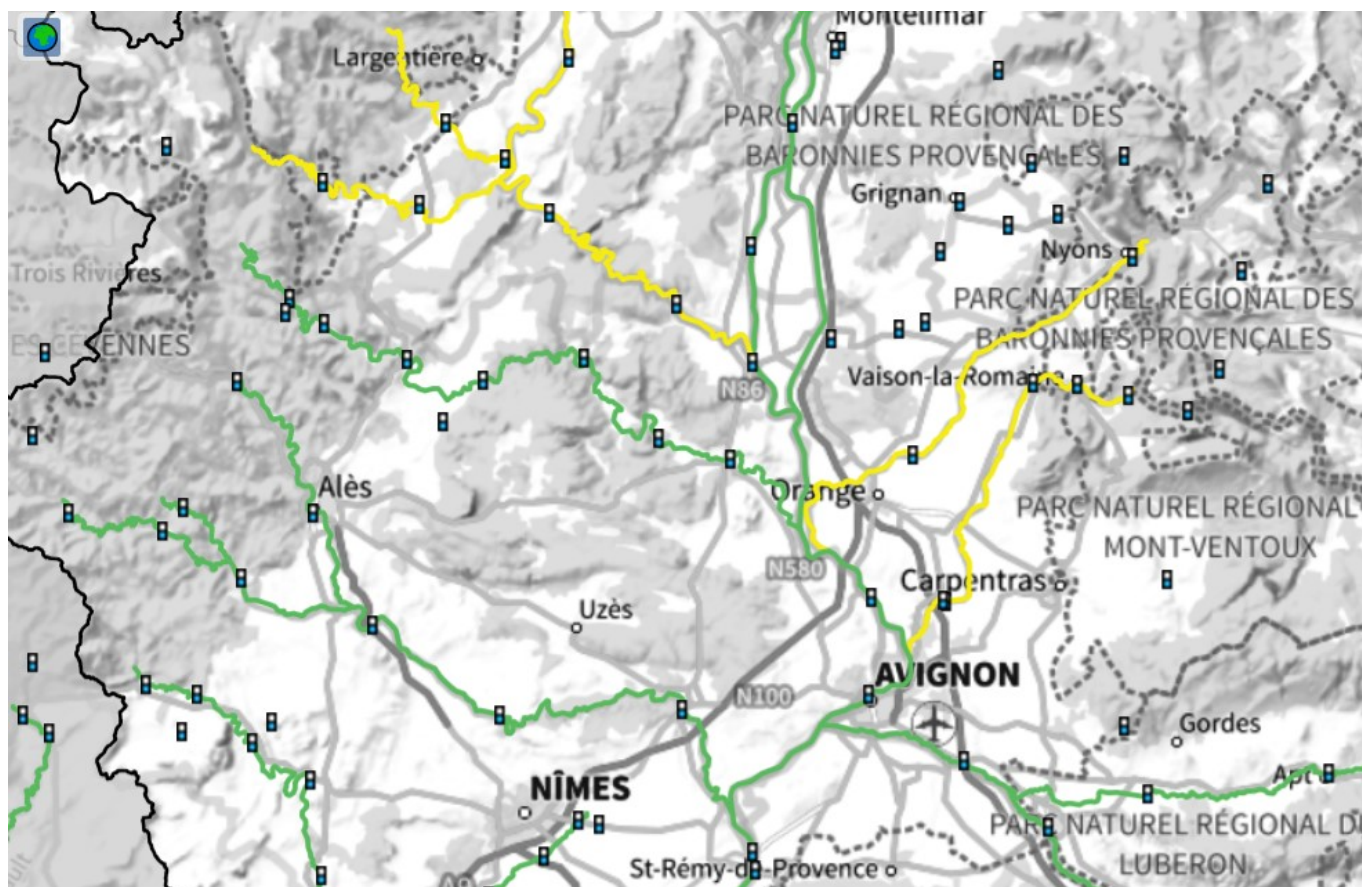 Montélimar
Largentière
PARC NATUREL RÉGIONAL DES
BARONNIES PROVENÇALES
Grignan
Nyons
Trois Rivières
PARC NATUREL RÉGIONAL DES
BARONNIES PROVENÇALES
N86
Vaison-la-Romaine
Alès
Orange
PARC NATUREL RÉGIONAL
MONT-VENTOUX
N580
Carpentras
Uzès
AVIGNON
N100
Gordes
NÎMES
Apt
PARC NATUREL RÉGIONAL D
LUBERON
St-Rémy-de-Provence
A9